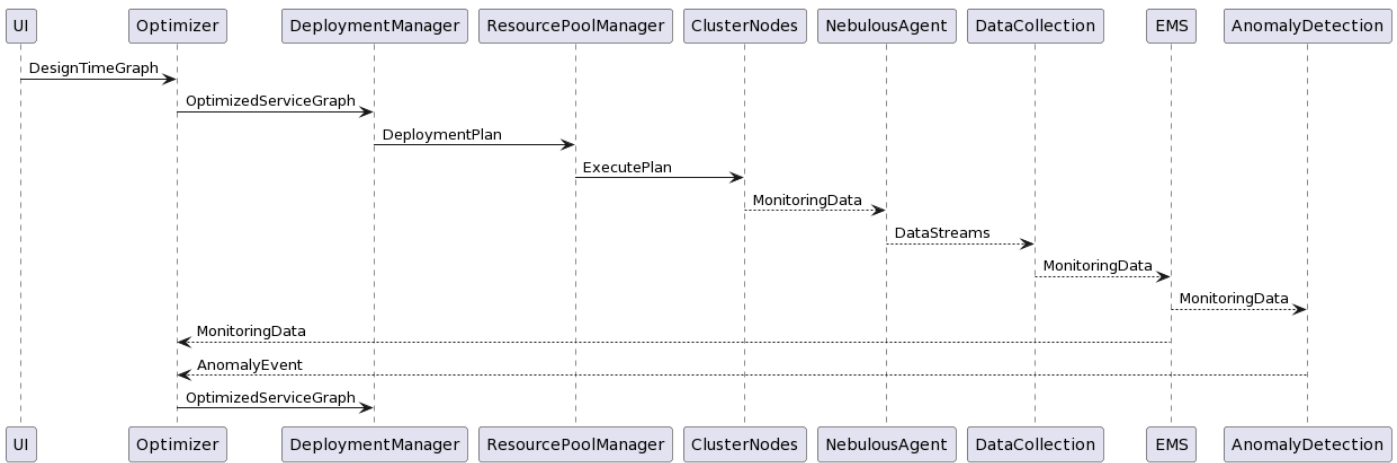 UI Optimizer DeploymentManager ResourcePoolManager ClusterNodes NebulousAgent DataCollection EMS AnomalyDetection
DesignTimeGraph
OptimizedServiceGraph
DeploymentPlan
ExecutePlan
MonitoringData
DataStreams
MonitoringData
MonitoringData
MonitoringData
AnomalyEvent
OptimizedServiceGraph
UI Optimizer DeploymentManager ResourcePoolManager ClusterNodes NebulousAgent DataCollection EMS AnomalyDetection